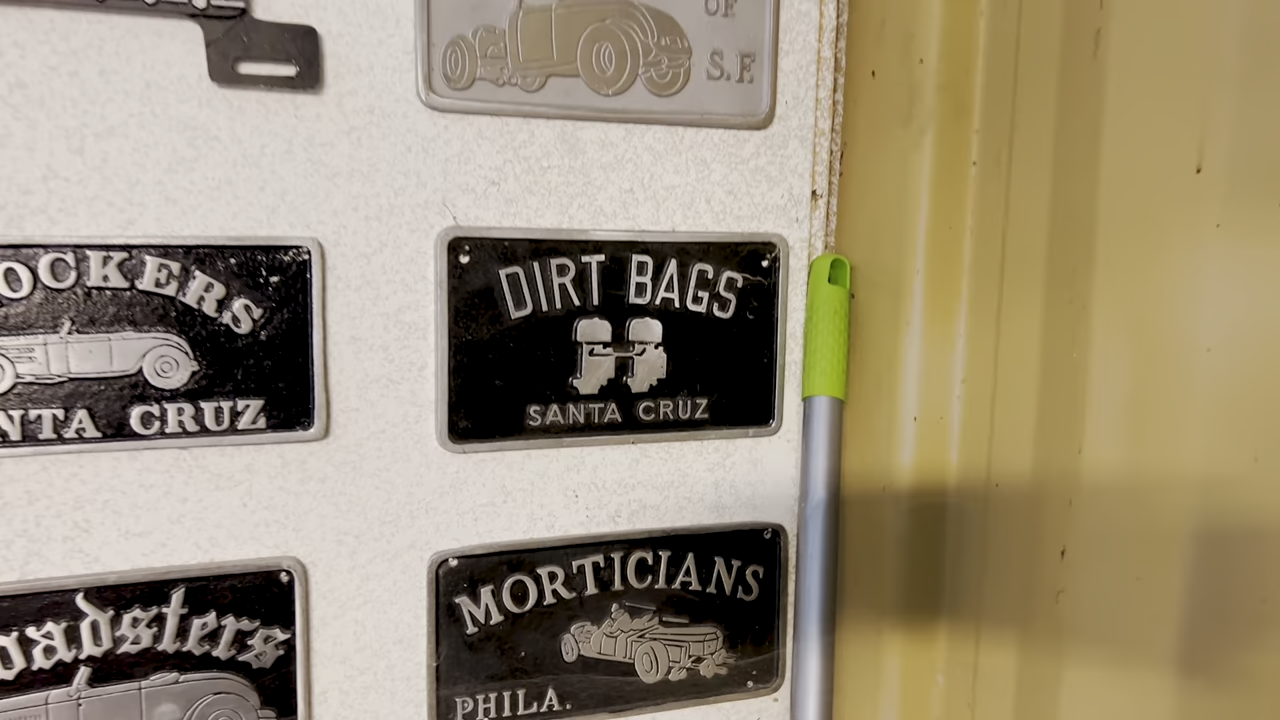 OF
S.F.
OCKERS
NTA CRUZ
DIRT BAGS
SANTA CRUZ
oadsters
MORTICIANS
PHILA.